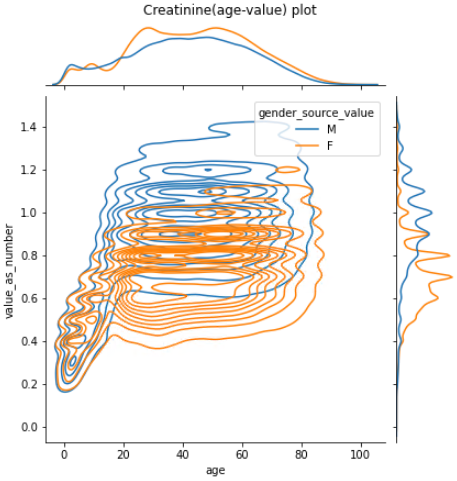 Creatinine(age-value) plot
gender_source_value
M
F
value_as_number
1.4
1.2
1.0
0.8
0.6
0.4
0.2
0.0
0
20
40
60
80
100
age